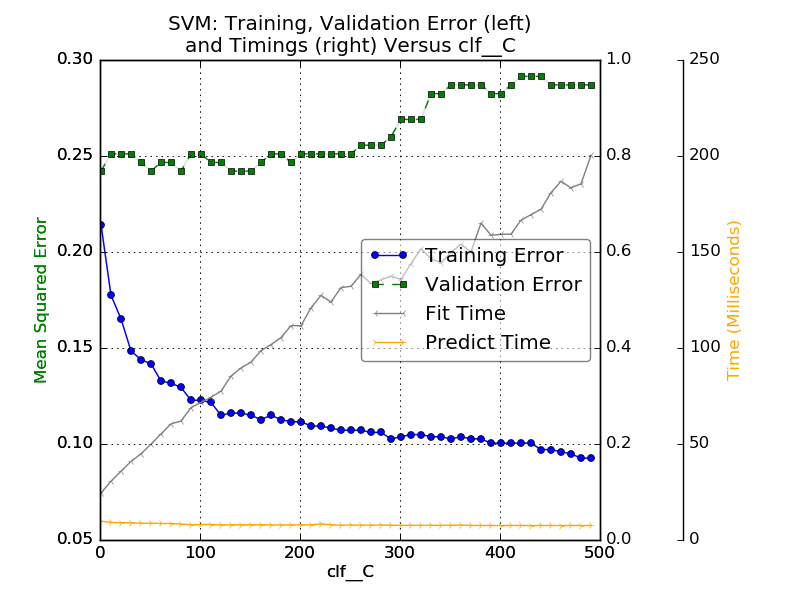 SVM: Training, Validation Error (left)
and Timings (right) Versus clf__C
0.30
0.25
0.20
0.15
0.10
0.05
Mean Squared Error
0
100
200
300
400
500
clf__C
1.0
0.8
0.6
0.4
0.2
0.0
250
200
150
100
50
0
Time (Milliseconds)
Training Error
Validation Error
Fit Time
Predict Time